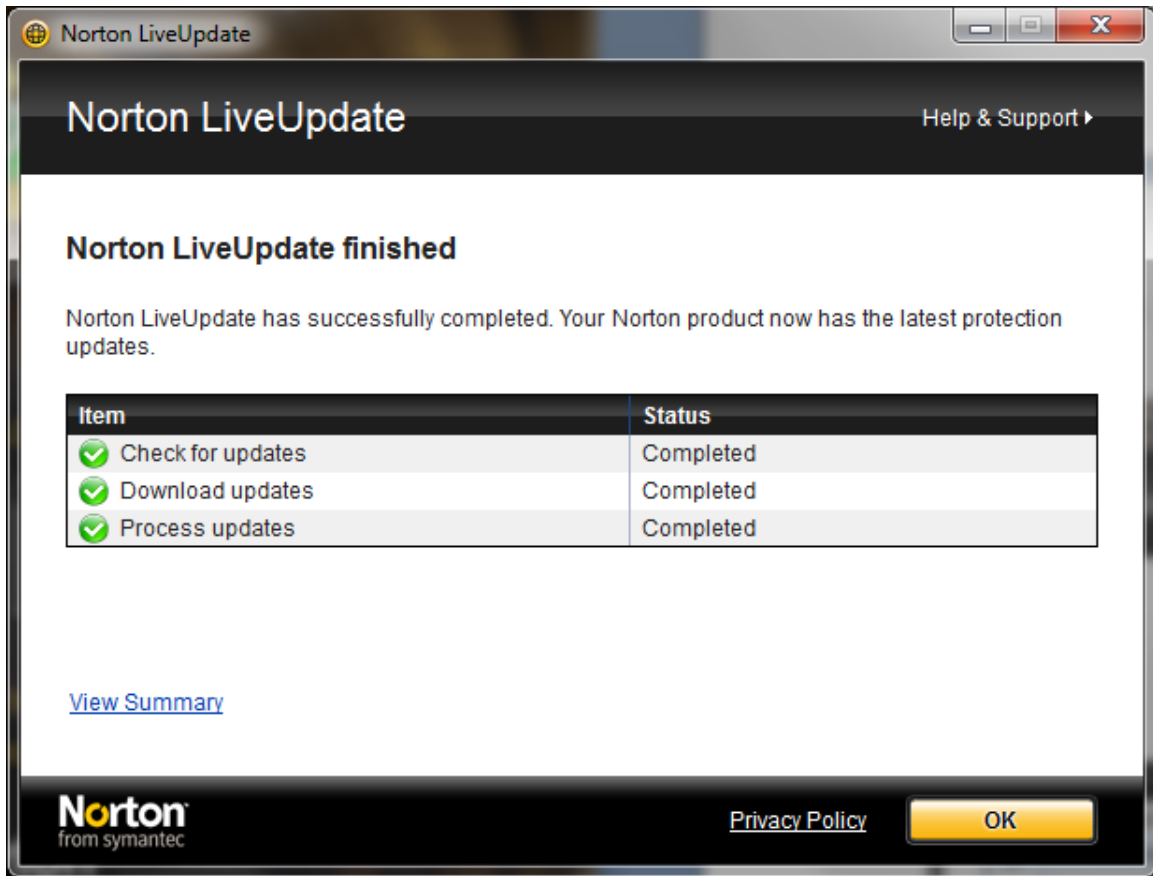 Norton LiveUpdate
Norton LiveUpdate
Help & Support
Norton LiveUpdate finished
Norton LiveUpdate has successfully completed. Your Norton product now has the latest protection
updates.
Item Status
Check for updates Completed
Download updates Completed
Process updates Completed
View Summary
Norton
from symantec
Privacy Policy
OK